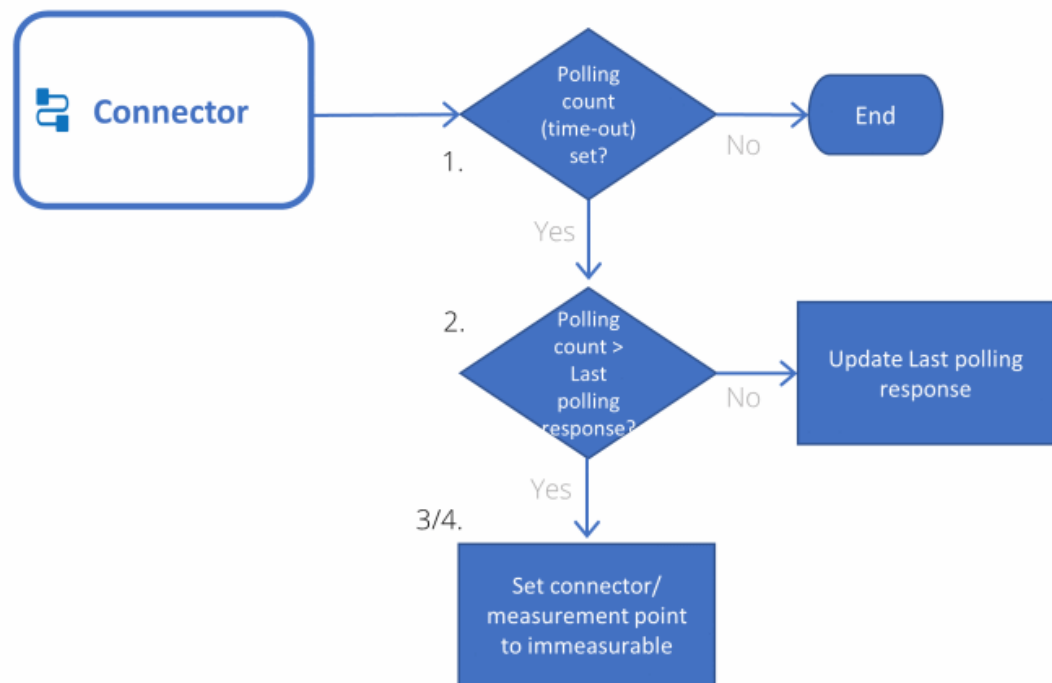 Connector
Polling
count
(time-out)
set?
End
No
1.
Yes
2.
Polling
count >
Last
polling
response?
Update Last polling
response
No
Yes
3/4.
Set connector/
measurement point
to immeasurable